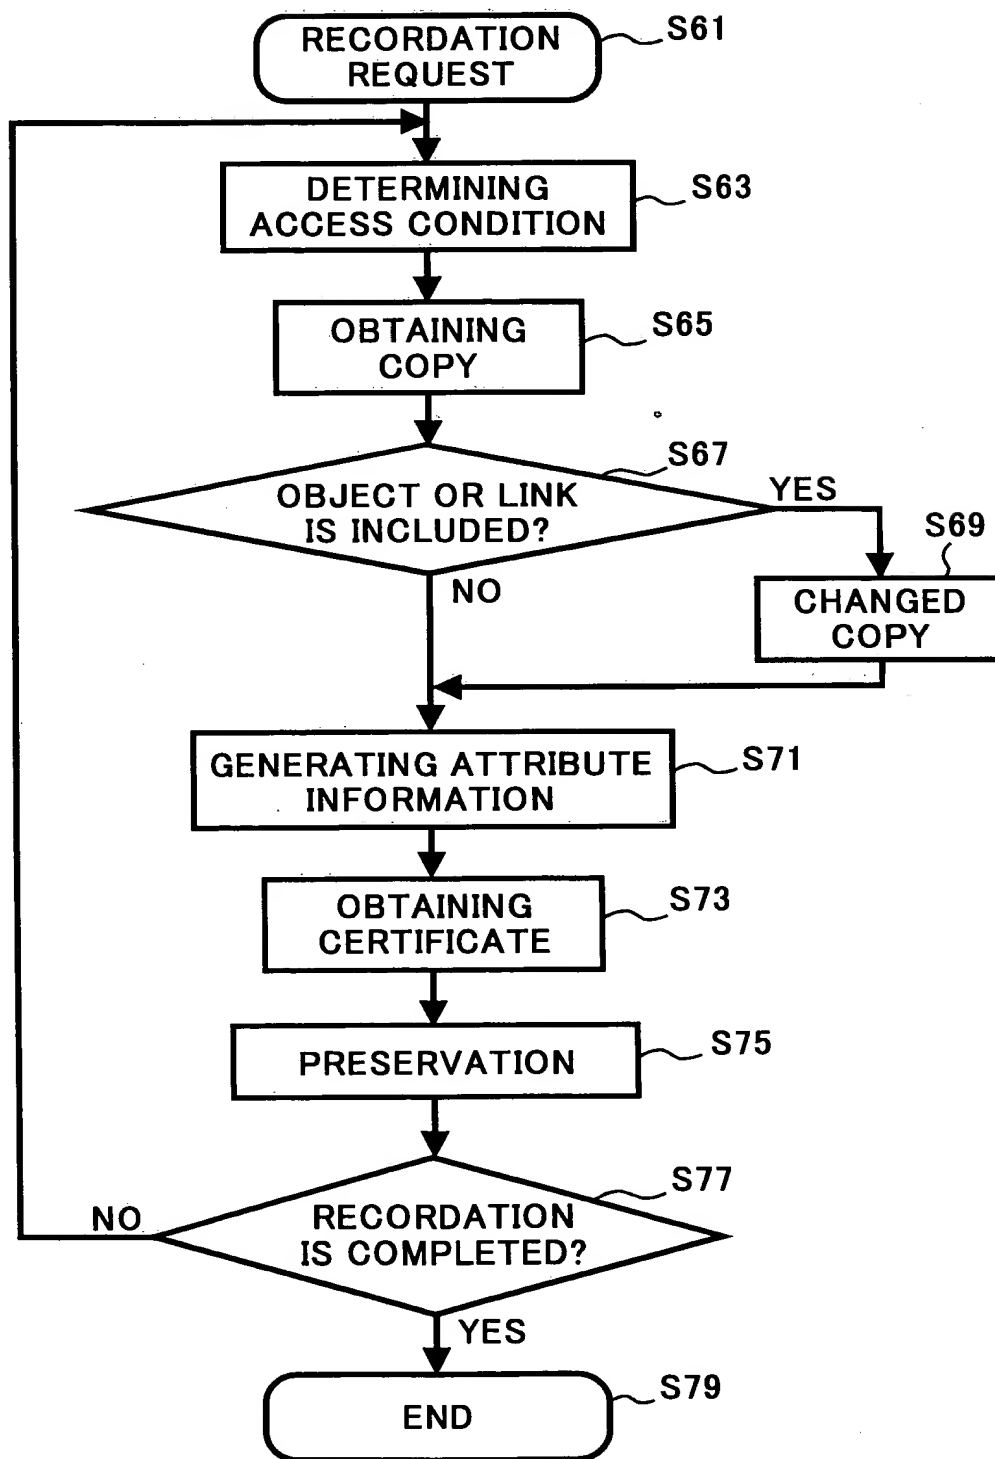 RECORDATION
REQUEST
S61
DETERMINING
ACCESS CONDITION
S63
OBTAINING
COPY
S65
OBJECT OR LINK
IS INCLUDED?
S67
YES
NO
S69
CHANGED
COPY
GENERATING ATTRIBUTE
INFORMATION
S71
OBTAINING
CERTIFICATE
S73
PRESERVATION
S75
RECORDATION
IS COMPLETED?
S77
NO
YES
END
S79